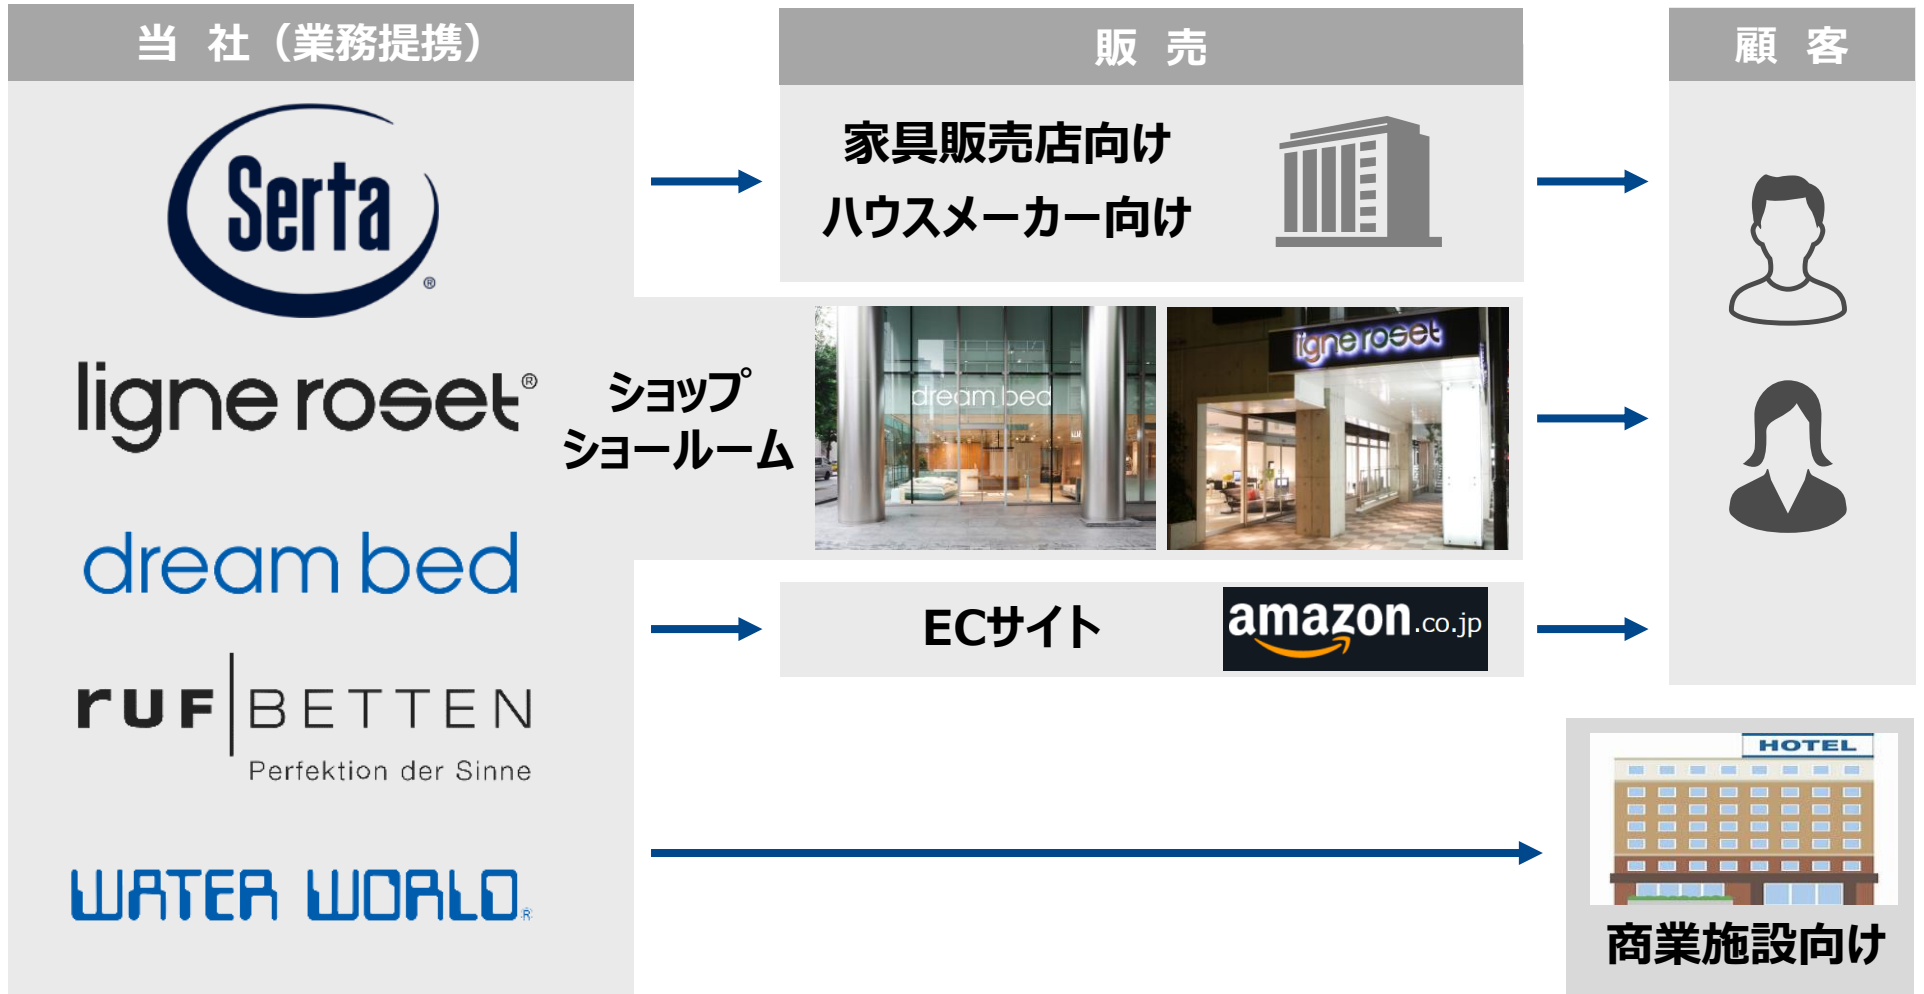 当 社（業務提携）
Serta®
ligne roset®
dream bed
ruf BETTEN
Perfektion der Sinne
WATER WORLD®
販 売
家具販売店向け
ハウスメーカー向け
ショップ
ショールーム
dream bed
ligne roset
ECサイト
amazon.co.jp
顧 客
HOTEL
商業施設向け